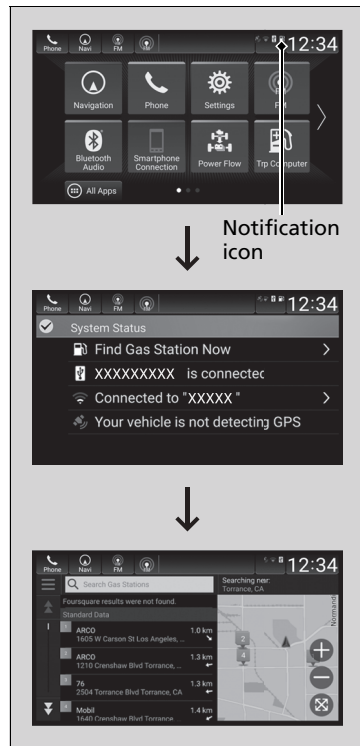 Phone Navi FM 12:34
Navigation Phone Settings FM
Bluetooth Audio Smartphone Connection Power Flow Trp Computer
All Apps
Notification
icon
Phone Navi FM 12:34
System Status
Find Gas Station Now
XXXXXXXXX is connected
Connected to "XXXXX "
Your vehicle is not detecting GPS
Phone Navi FM 12:34
Search Gas Stations
Searching near:
Torrance, CA
Foursquare results were not found.
Standard Data
ARCO 1.0 km
1605 W Carson St Los Angeles, ...
ARCO 1.3 km
1210 Crenshaw Blvd Torrance, ...
76 1.3 km
2504 Torrance Blvd Torrance, CA
Mobil 1.4 km
1640 Crenshaw Blvd Torrance
Normand
2
4